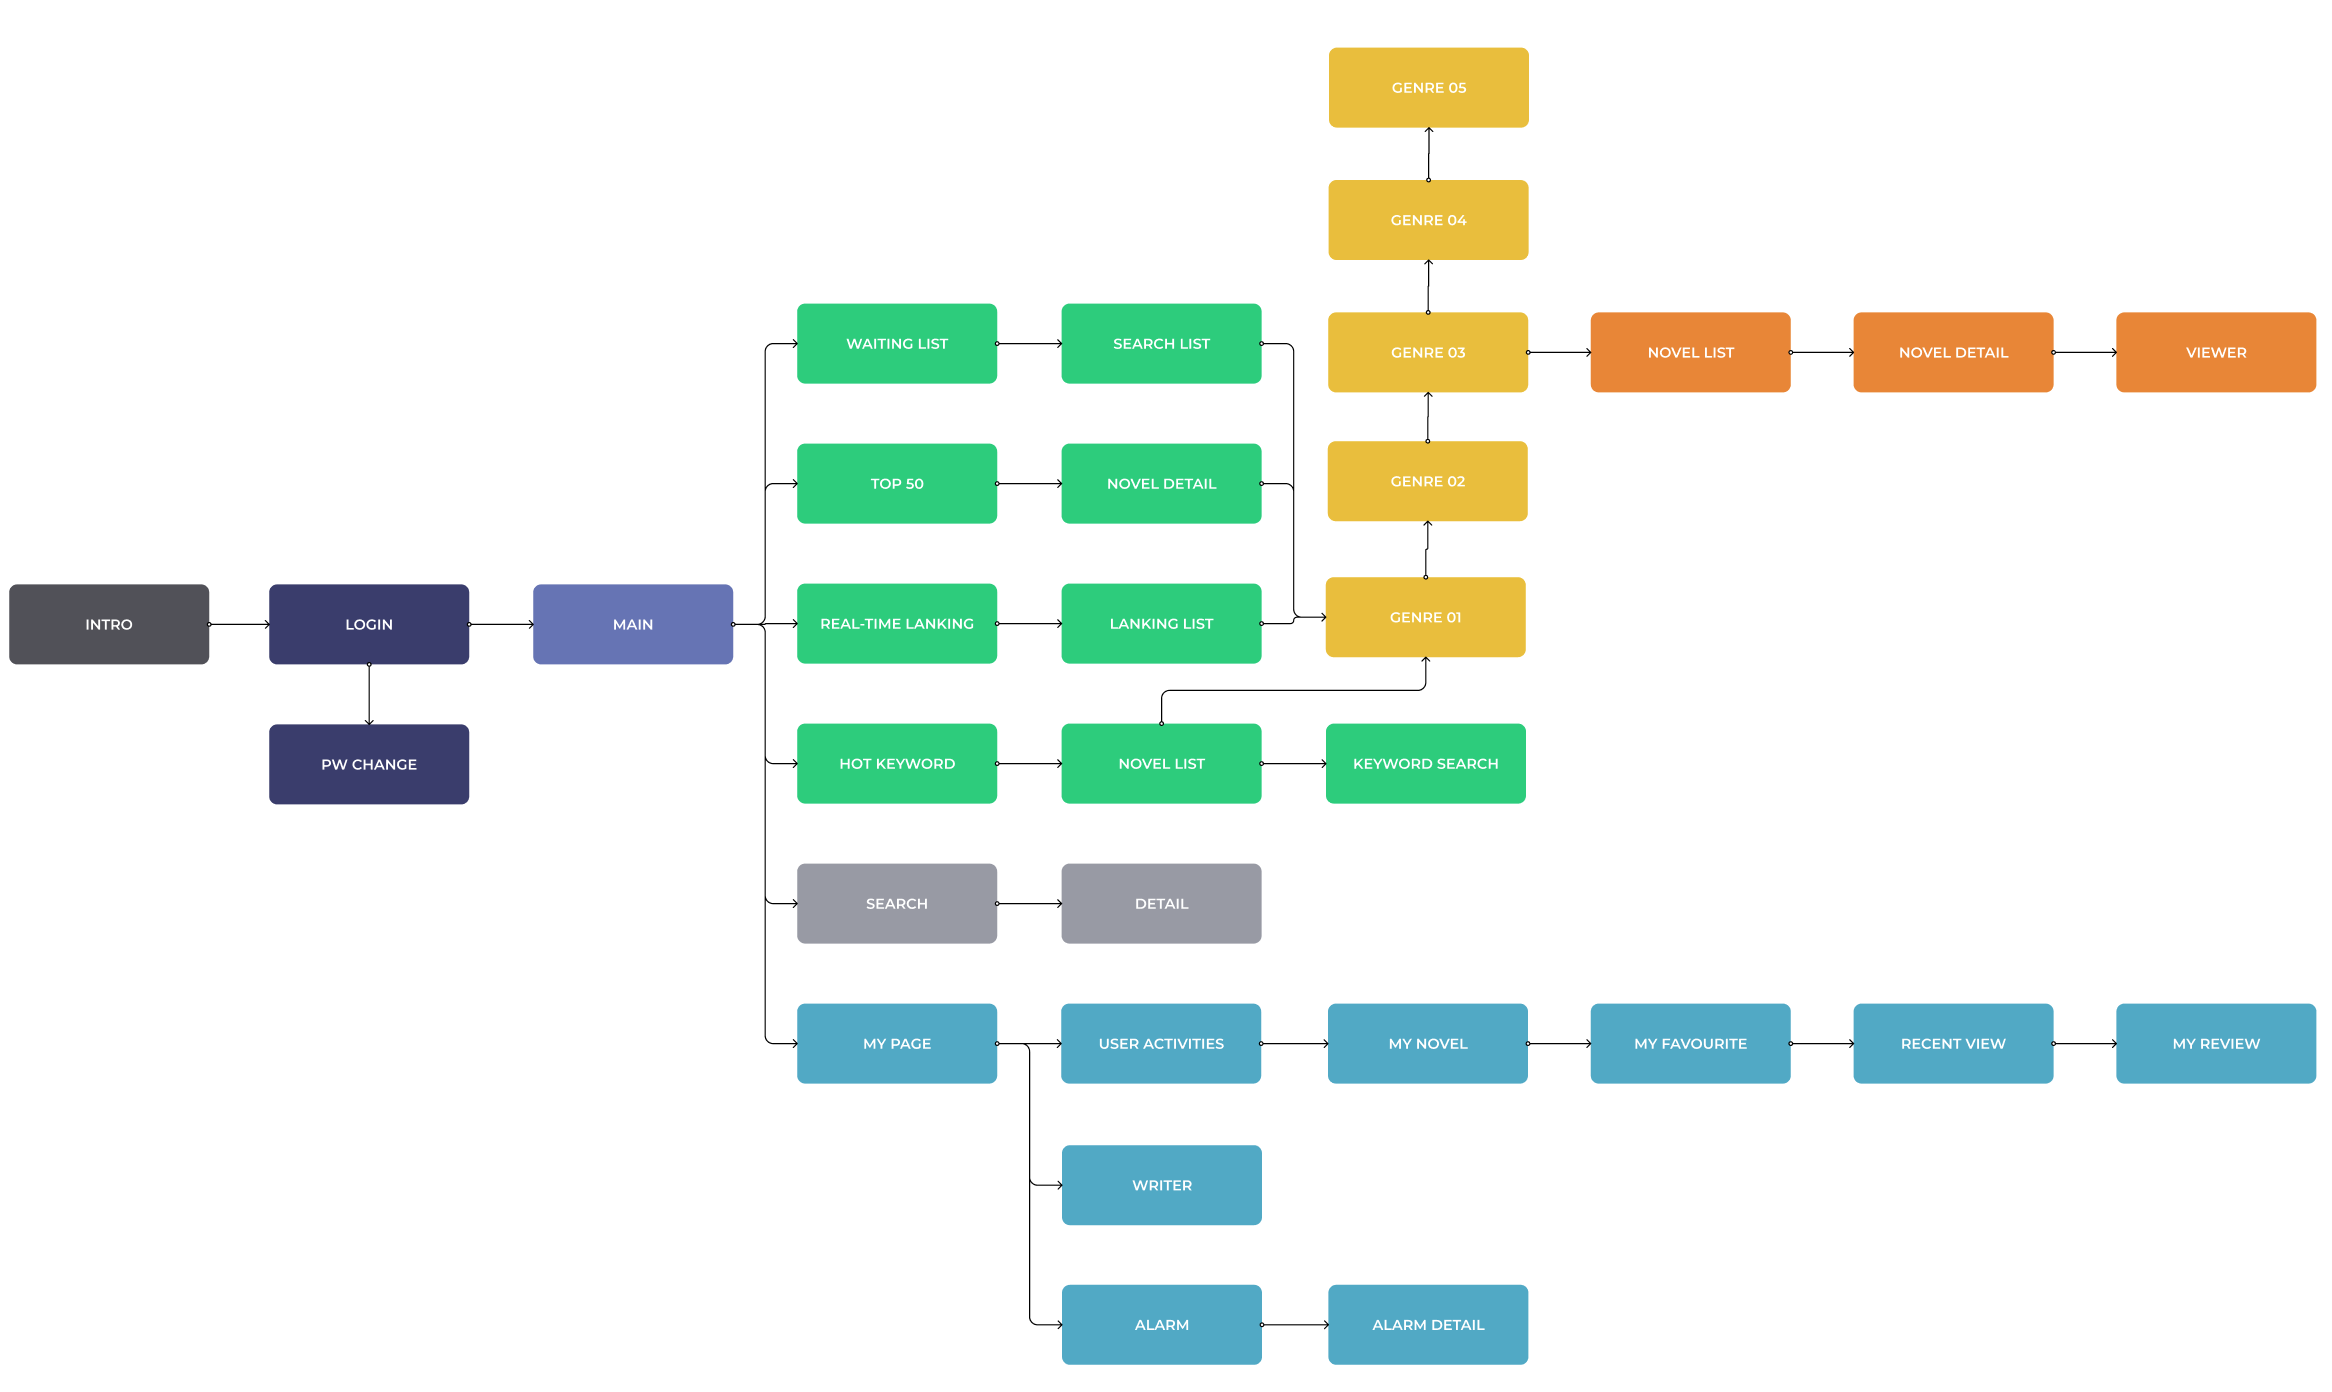 GENRE 05
GENRE 04
WAITING LIST
SEARCH LIST
GENRE 03
NOVEL LIST
NOVEL DETAIL
VIEWER
TOP 50
NOVEL DETAIL
GENRE 02
INTRO
LOGIN
MAIN
REAL-TIME LANKING
LANKING LIST
GENRE 01
PW CHANGE
HOT KEYWORD
NOVEL LIST
KEYWORD SEARCH
SEARCH
DETAIL
MY PAGE
USER ACTIVITIES
MY NOVEL
MY FAVOURITE
RECENT VIEW
MY REVIEW
WRITER
ALARM
ALARM DETAIL